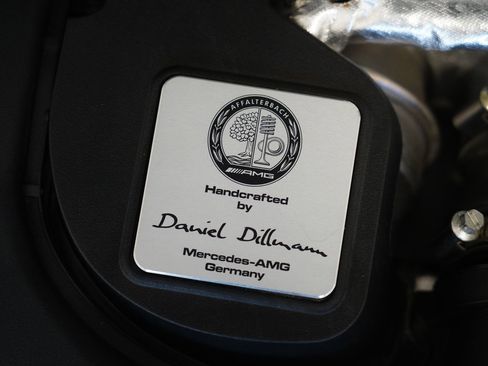 AFFALTERBACH
AMG
Handcrafted
by
Daniel Dillmann
Mercedes-AMG
Germany